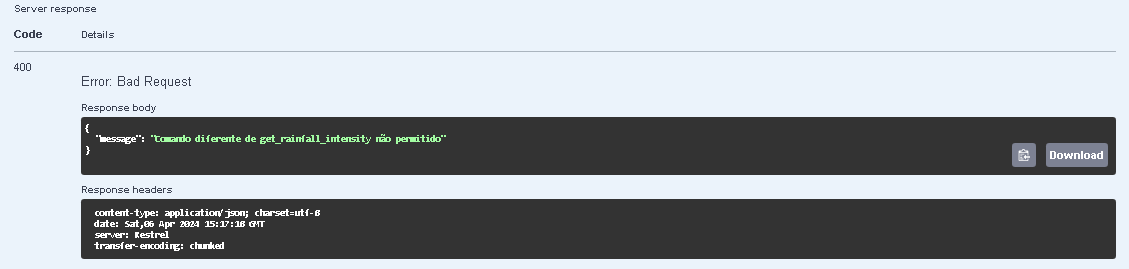 Server response
Code Details
400
Error: Bad Request
Response body
{
"message": "Comando diferente de get_rainfall_intensity não permitido"
}
Download
Response headers
content-type: application/json; charset=utf-8
date: Sat,06 Apr 2024 15:17:18 GMT
server: Kestrel
transfer-encoding: chunked